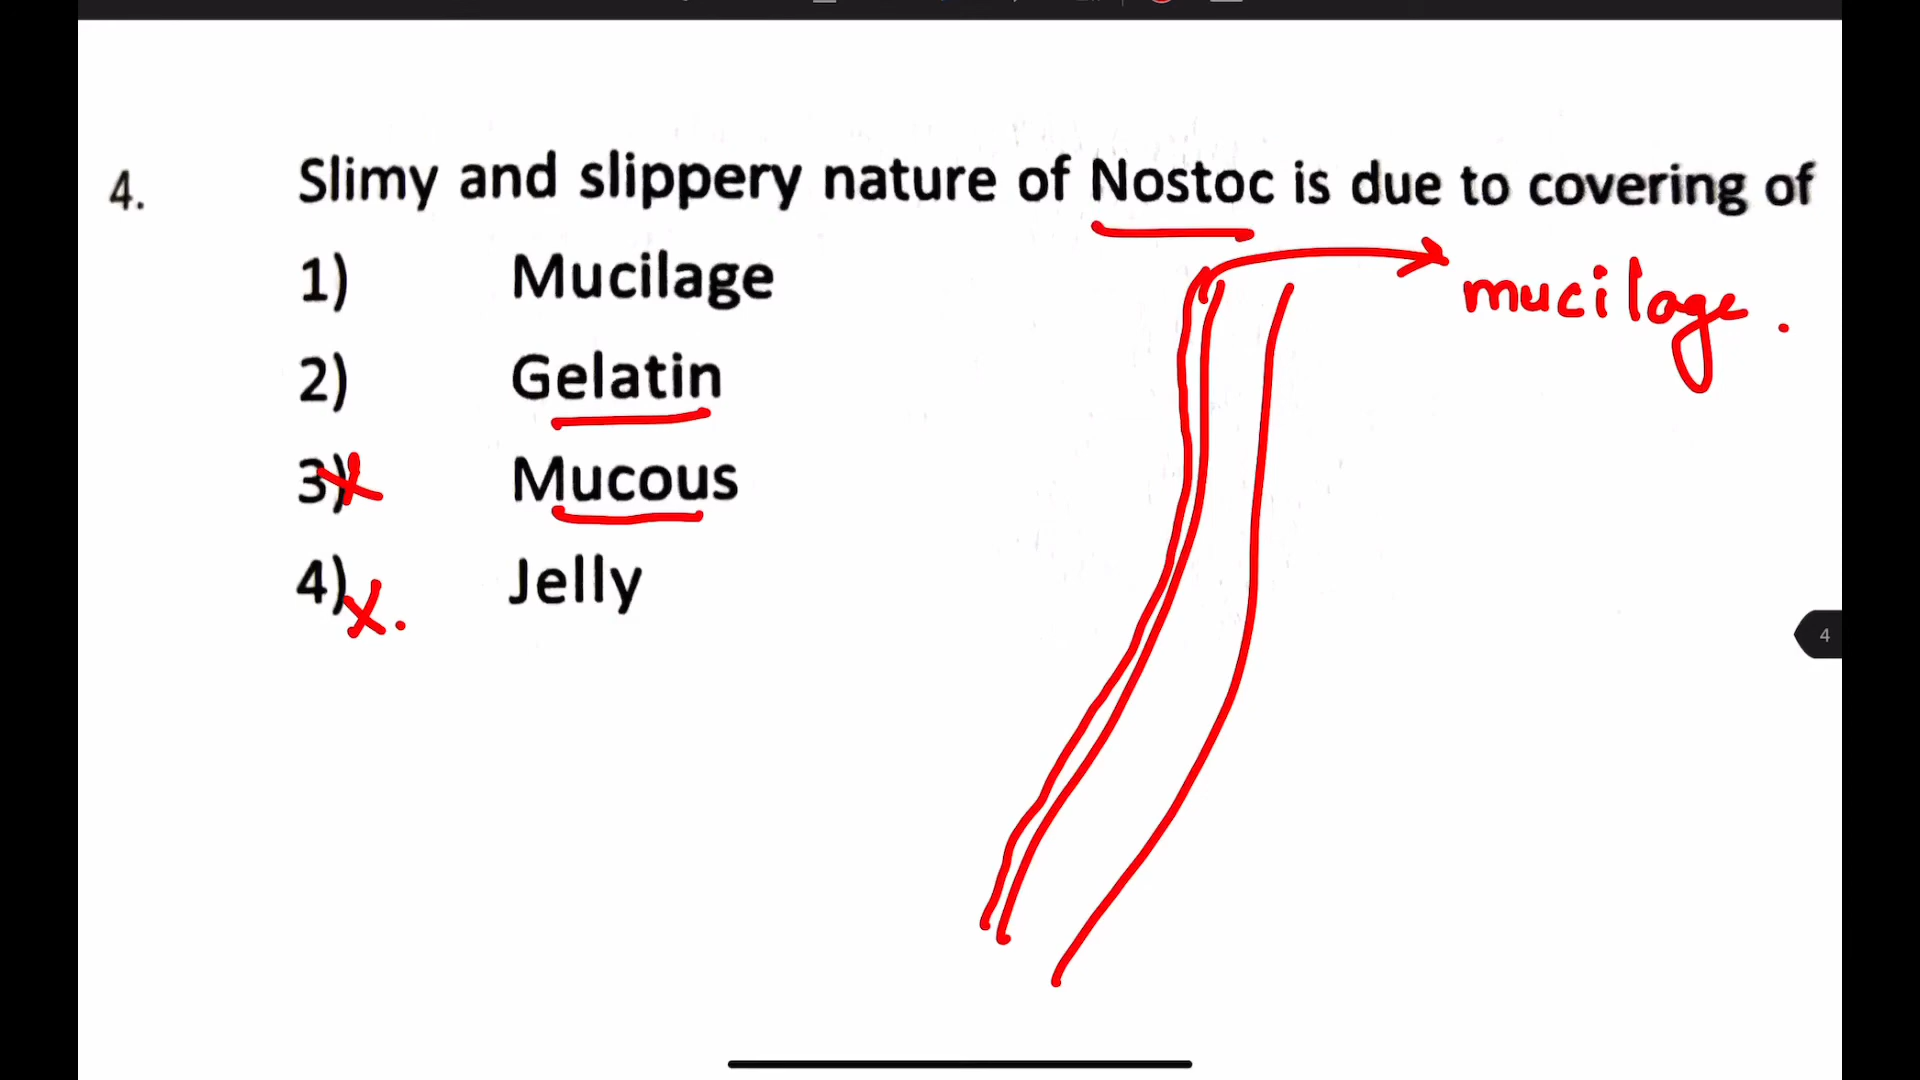 4. Slimy and slippery nature of Nostoc is due to covering of
1) Mucilage
mucilage.
2) Gelatin
3) Mucous
4) Jelly
4